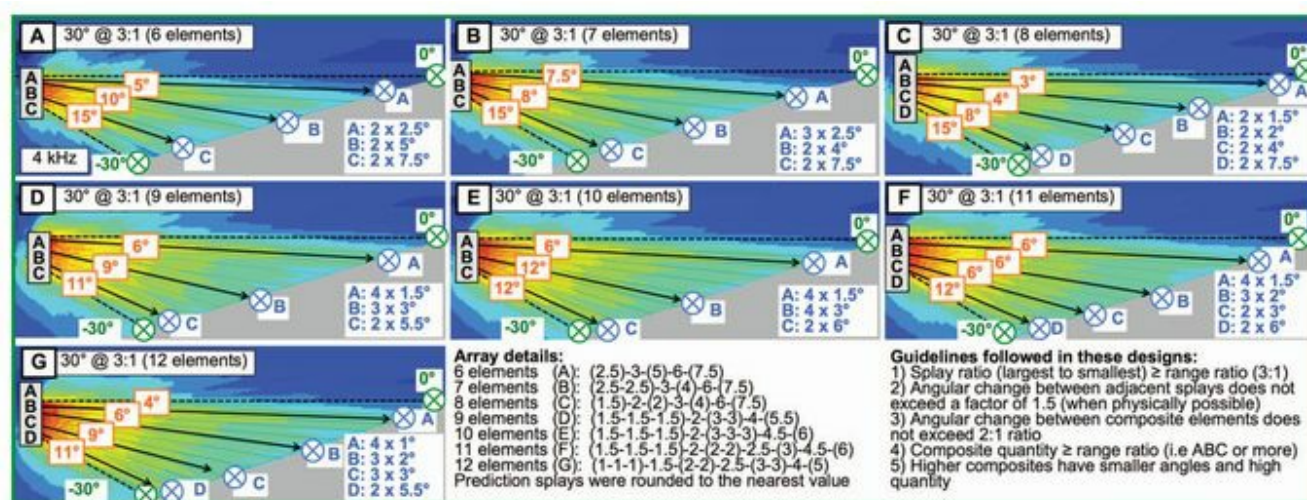 A 30° @ 3:1 (6 elements)
0°
A
B
C
5°
10°
15°
A
B
C
-30°
4 kHz
A: 2 x 2.5°
B: 2 x 5°
C: 2 x 7.5°
B 30° @ 3:1 (7 elements)
0°
A
B
C
7.5°
8°
15°
A
B
C
-30°
A: 3 x 2.5°
B: 2 x 4°
C: 2 x 7.5°
C 30° @ 3:1 (8 elements)
0°
A
B
C
D
3°
4°
8°
15°
A
B
C
D
-30°
A: 2 x 1.5°
B: 2 x 2°
C: 2 x 4°
D: 2 x 7.5°
D 30° @ 3:1 (9 elements)
0°
A
B
C
6°
9°
11°
A
B
C
-30°
A: 4 x 1.5°
B: 3 x 3°
C: 2 x 5.5°
E 30° @ 3:1 (10 elements)
0°
A
B
C
6°
12°
12°
A
B
C
-30°
A: 4 x 1.5°
B: 4 x 3°
C: 2 x 6°
F 30° @ 3:1 (11 elements)
0°
A
B
C
D
6°
6°
6°
12°
A
B
C
D
-30°
A: 4 x 1.5°
B: 3 x 2°
C: 2 x 3°
D: 2 x 6°
G 30° @ 3:1 (12 elements)
0°
A
B
C
D
4°
6°
9°
11°
A
B
C
D
-30°
A: 4 x 1°
B: 3 x 2°
C: 3 x 3°
D: 2 x 5.5°
Array details:
6 elements (A): (2.5)-3-(5)-6-(7.5)
7 elements (B): (2.5-2.5)-3-(4)-6-(7.5)
8 elements (C): (1.5)-2-(2)-3-(4)-6-(7.5)
9 elements (D): (1.5-1.5-1.5)-2-(3-3)-4-(5.5)
10 elements (E): (1.5-1.5-1.5)-2-(3-3-3)-4.5-(6)
11 elements (F): (1.5-1.5-1.5)-2-(2-2)-2.5-(3)-4.5-(6)
12 elements (G): (1-1-1)-1.5-(2-2)-2.5-(3-3)-4-(5)
Prediction splays were rounded to the nearest value
Guidelines followed in these designs:
1) Splay ratio (largest to smallest) ≥ range ratio (3:1)
2) Angular change between adjacent splays does not
exceed a factor of 1.5 (when physically possible)
3) Angular change between composite elements does
not exceed 2:1 ratio
4) Composite quantity ≥ range ratio (i.e ABC or more)
5) Higher composites have smaller angles and high
quantity